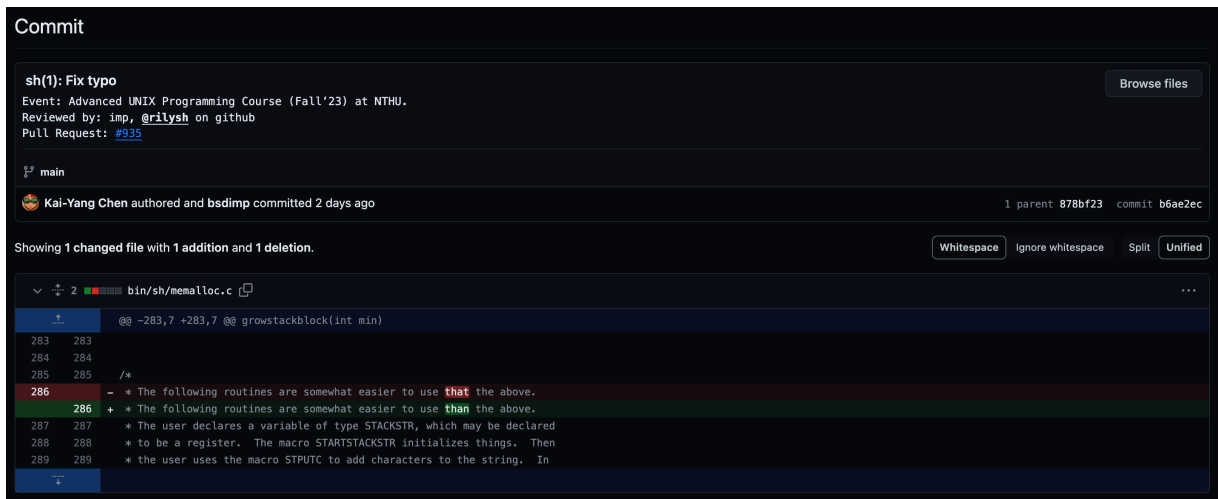 Commit
sh(1): Fix typo
Browse files
Event: Advanced UNIX Programming Course (Fall’23) at NTHU.
Reviewed by: imp, @rilysh on github
Pull Request: #935
main
Kai-Yang Chen authored and bsdimp committed 2 days ago
1 parent 878bf23 commit b6ae2ec
Showing 1 changed file with 1 addition and 1 deletion.
Whitespace Ignore whitespace Split Unified
2 bin/sh/memalloc.c
@@ -283,7 +283,7 @@ growstackblock(int min)
283 283
284 284
285 285 /*
286 - * The following routines are somewhat easier to use that the above.
286 + * The following routines are somewhat easier to use than the above.
287 287 * The user declares a variable of type STACKSTR, which may be declared
288 288 * to be a register.  The macro STARTSTACKSTR initializes things.  Then
289 289 * the user uses the macro STPUTC to add characters to the string.  In